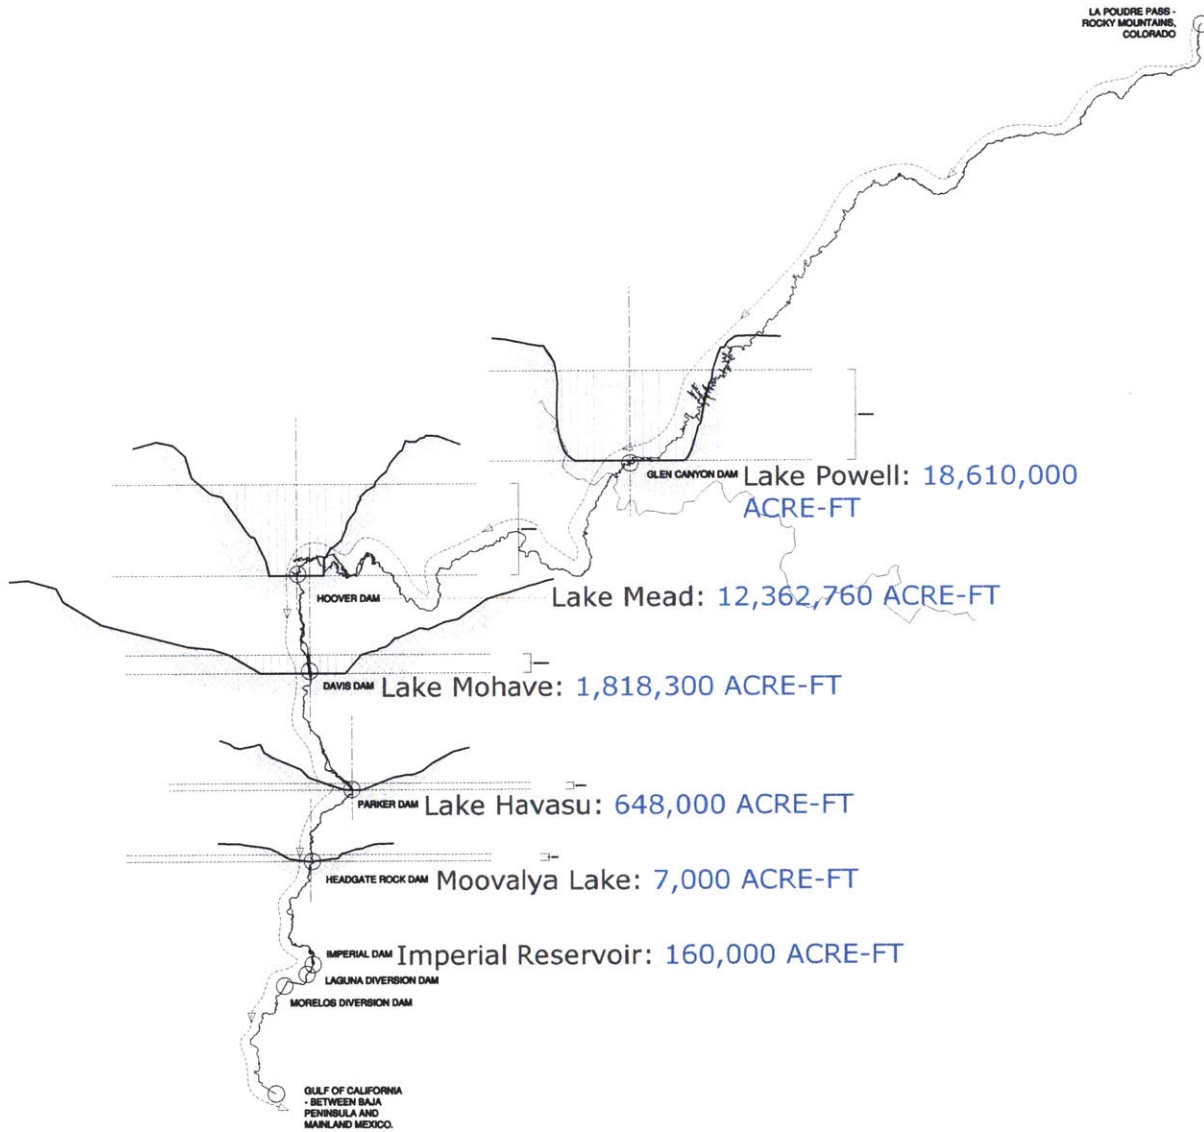 LA POUDRE PASS -
ROCKY MOUNTAINS,
COLORADO
GLEN CANYON DAM Lake Powell: 18,610,000
ACRE-FT
HOOVER DAM
Lake Mead: 12,362,760 ACRE-FT
DAVIS DAM Lake Mohave: 1,818,300 ACRE-FT
PARKER DAM Lake Havasu: 648,000 ACRE-FT
HEADGATE ROCK DAM Moovalya Lake: 7,000 ACRE-FT
IMPERIAL DAM Imperial Reservoir: 160,000 ACRE-FT
LAGUNA DIVERSION DAM
MORELOS DIVERSION DAM
GULF OF CALIFORNIA
- BETWEEN BAJA
PENINSULA AND
MAINLAND MEXICO.